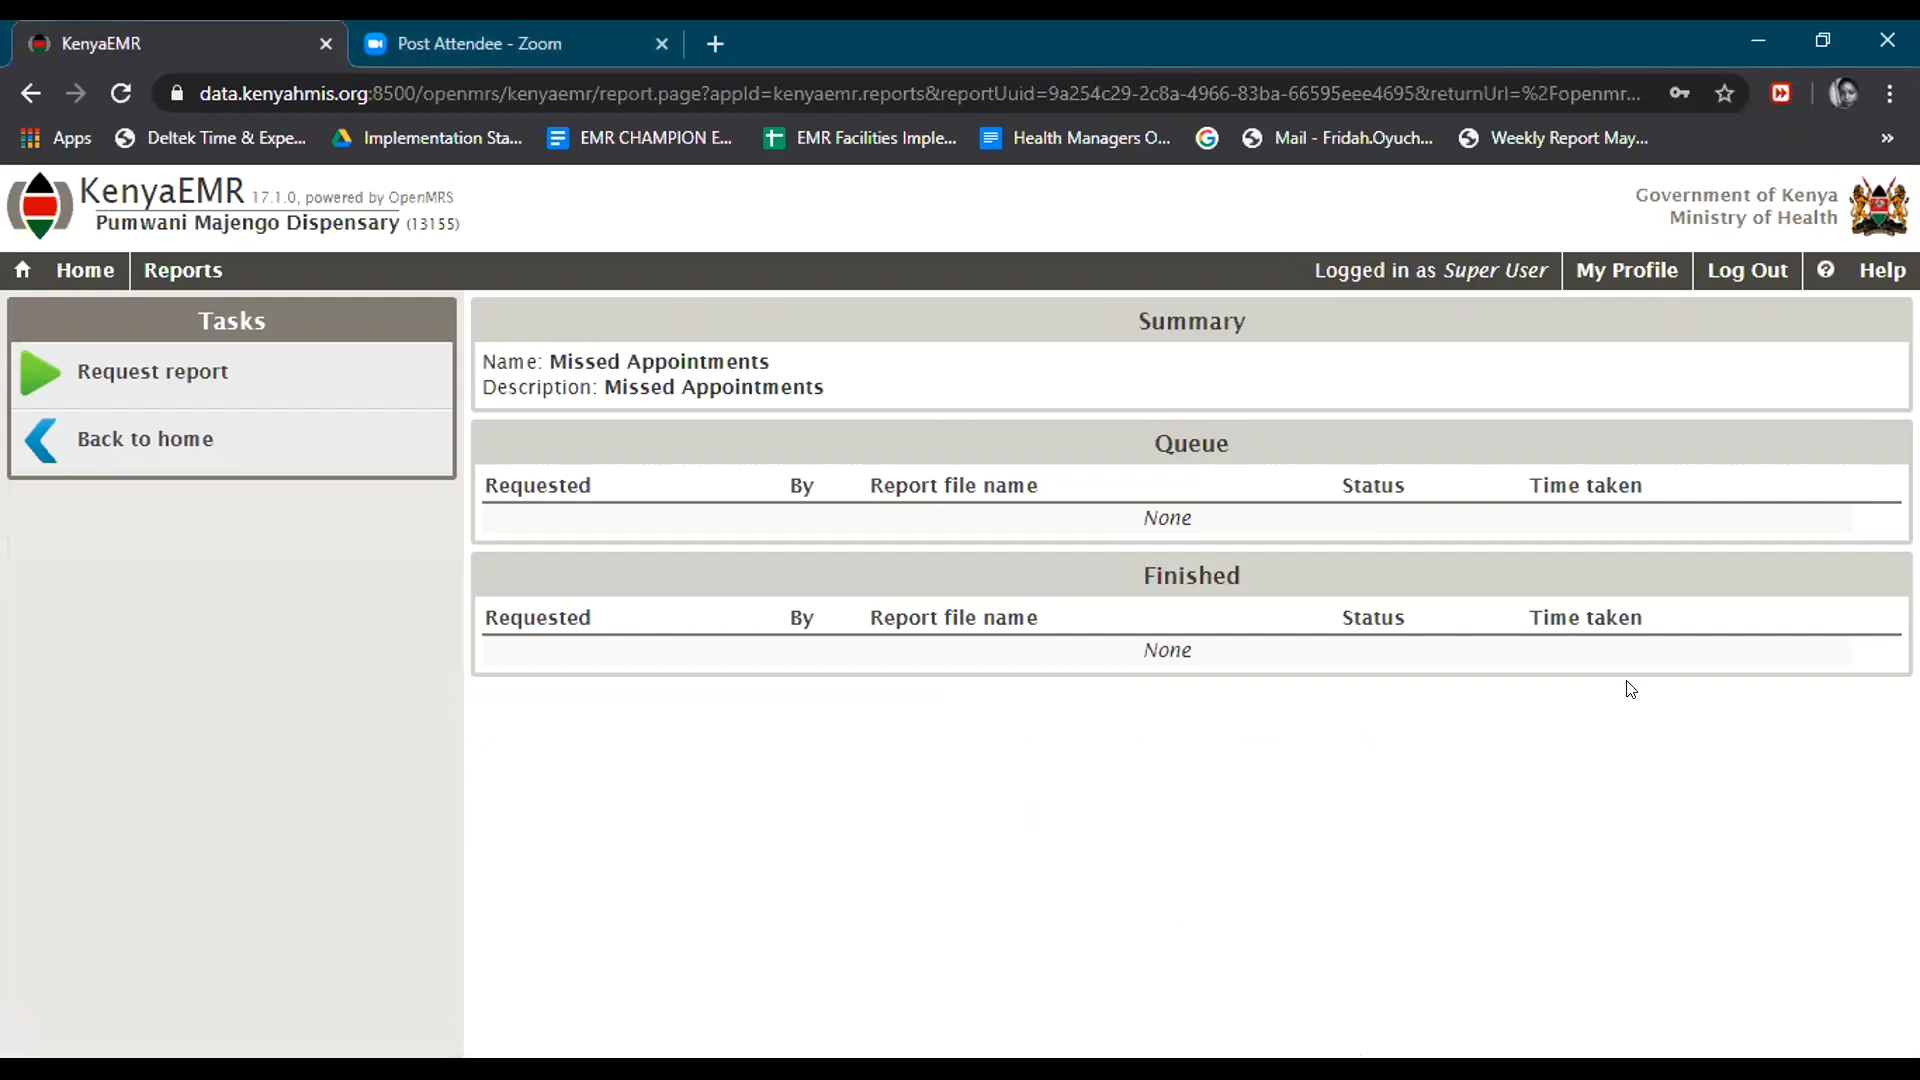 KenyaEMR
Post Attendee - Zoom
data.kenyahmis.org:8500/openmrs/kenyaemr/report.page?appId=kenyaemr.reports&reportUuid=9a254c29-2c8a-4966-83ba-66595eee4695&returnUrl=%2Fopenmr...
Apps Deltek Time & Expe... Implementation Sta... EMR CHAMPION E... EMR Facilities Imple... Health Managers O... Mail - Fridah.Oyuch... Weekly Report May... »
KenyaEMR 17.1.0, powered by OpenMRS
Pumwani Majengo Dispensary (13155)
Government of Kenya
Ministry of Health
Home Reports Logged in as Super User My Profile Log Out Help
Tasks
Request report
Back to home
Summary
Name: Missed Appointments
Description: Missed Appointments
Queue
Requested By Report file name Status Time taken
None
Finished
Requested By Report file name Status Time taken
None